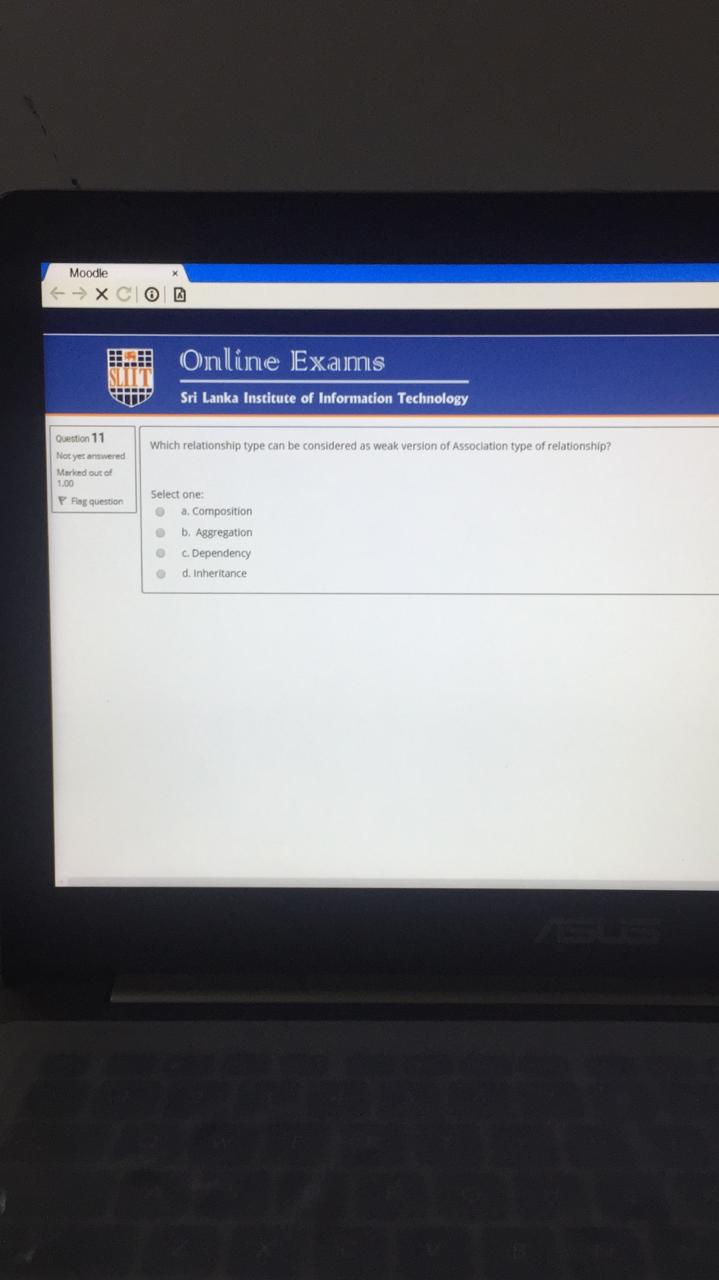 Moodle ×
SLIIT
Online Exams
Sri Lanka Institute of Information Technology
Question 11
Not yet answered
Marked out of
1.00
Flag question
Which relationship type can be considered as weak version of Association type of relationship?
Select one:
a. Composition
b. Aggregation
c. Dependency
d. Inheritance
ASUS